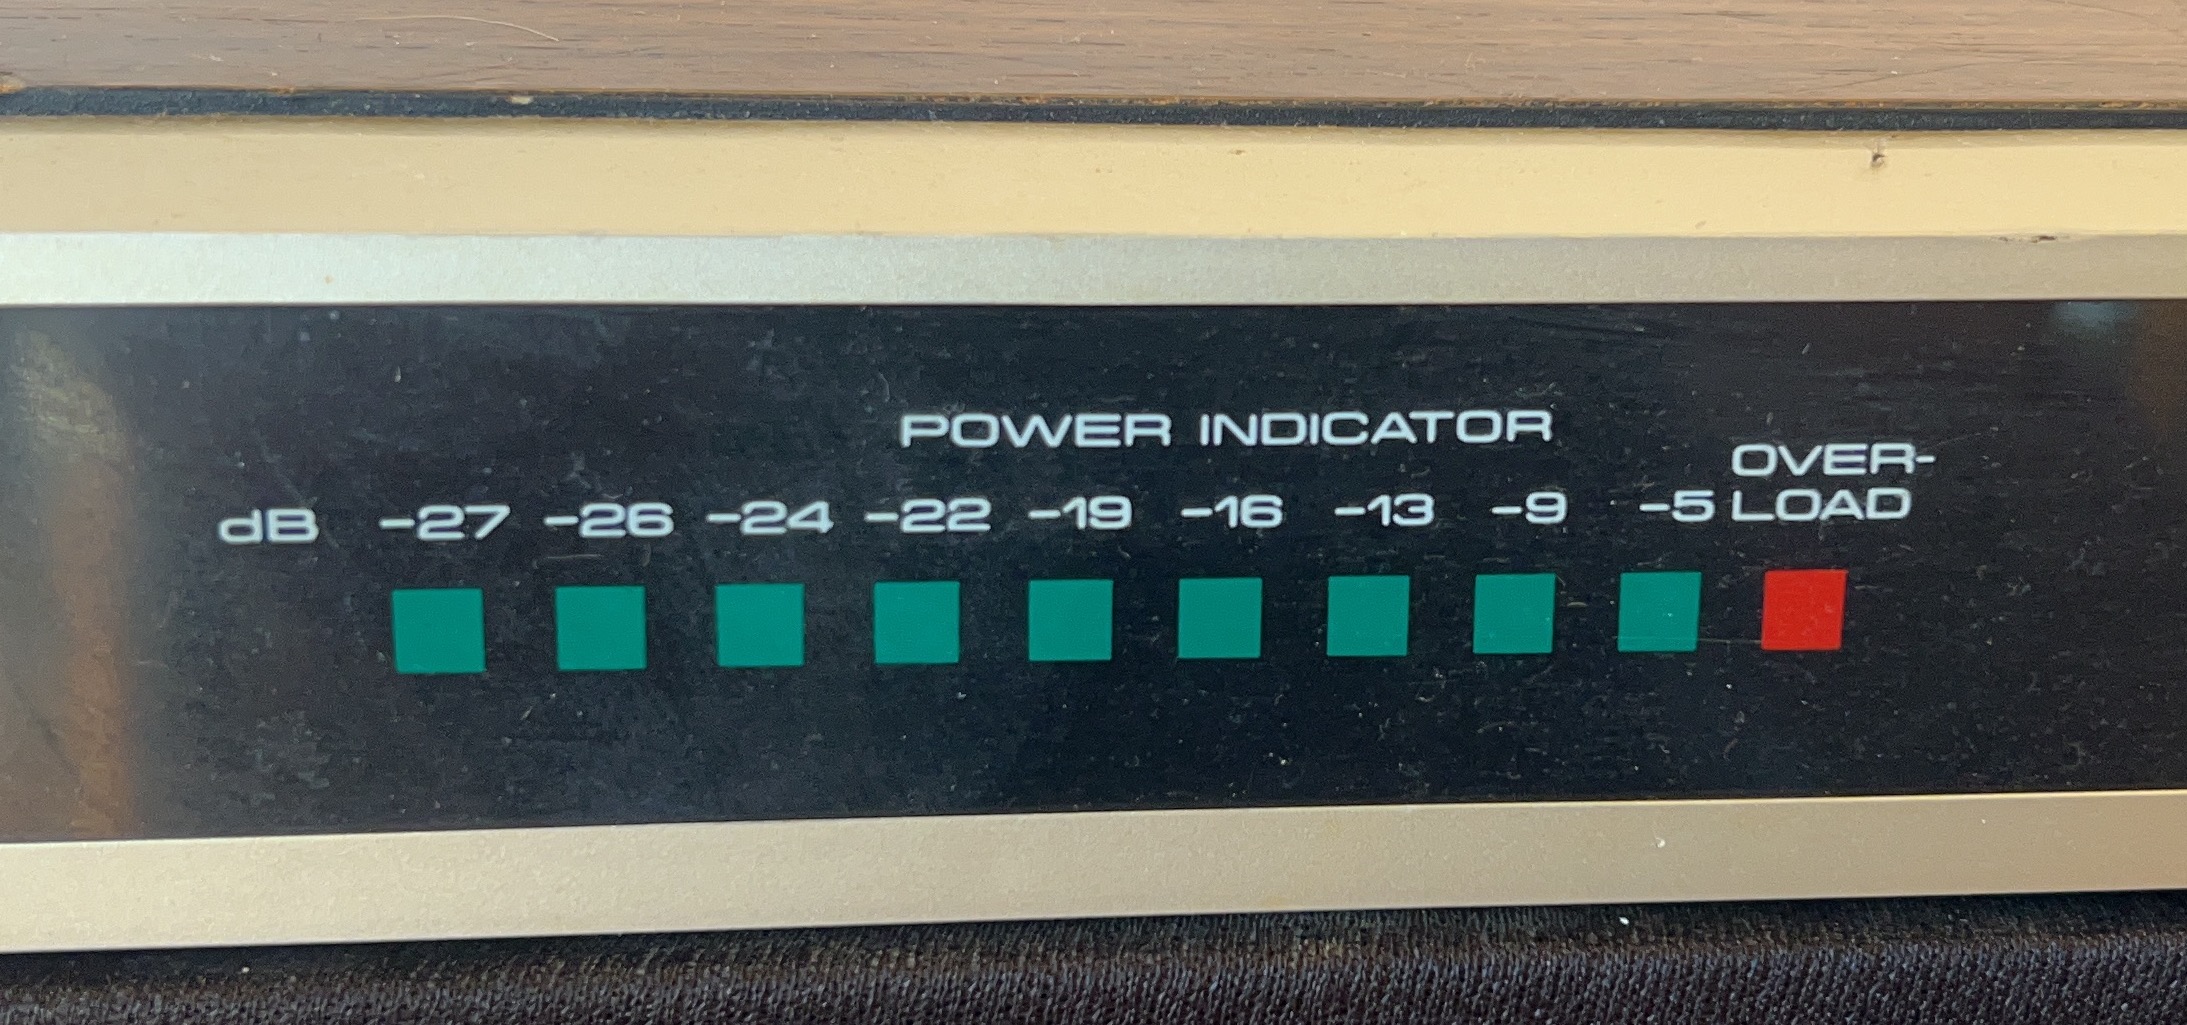 POWER INDICATOR
OVER-
dB -27 -26 -24 -22 -19 -16 -13 -9 -5 LOAD